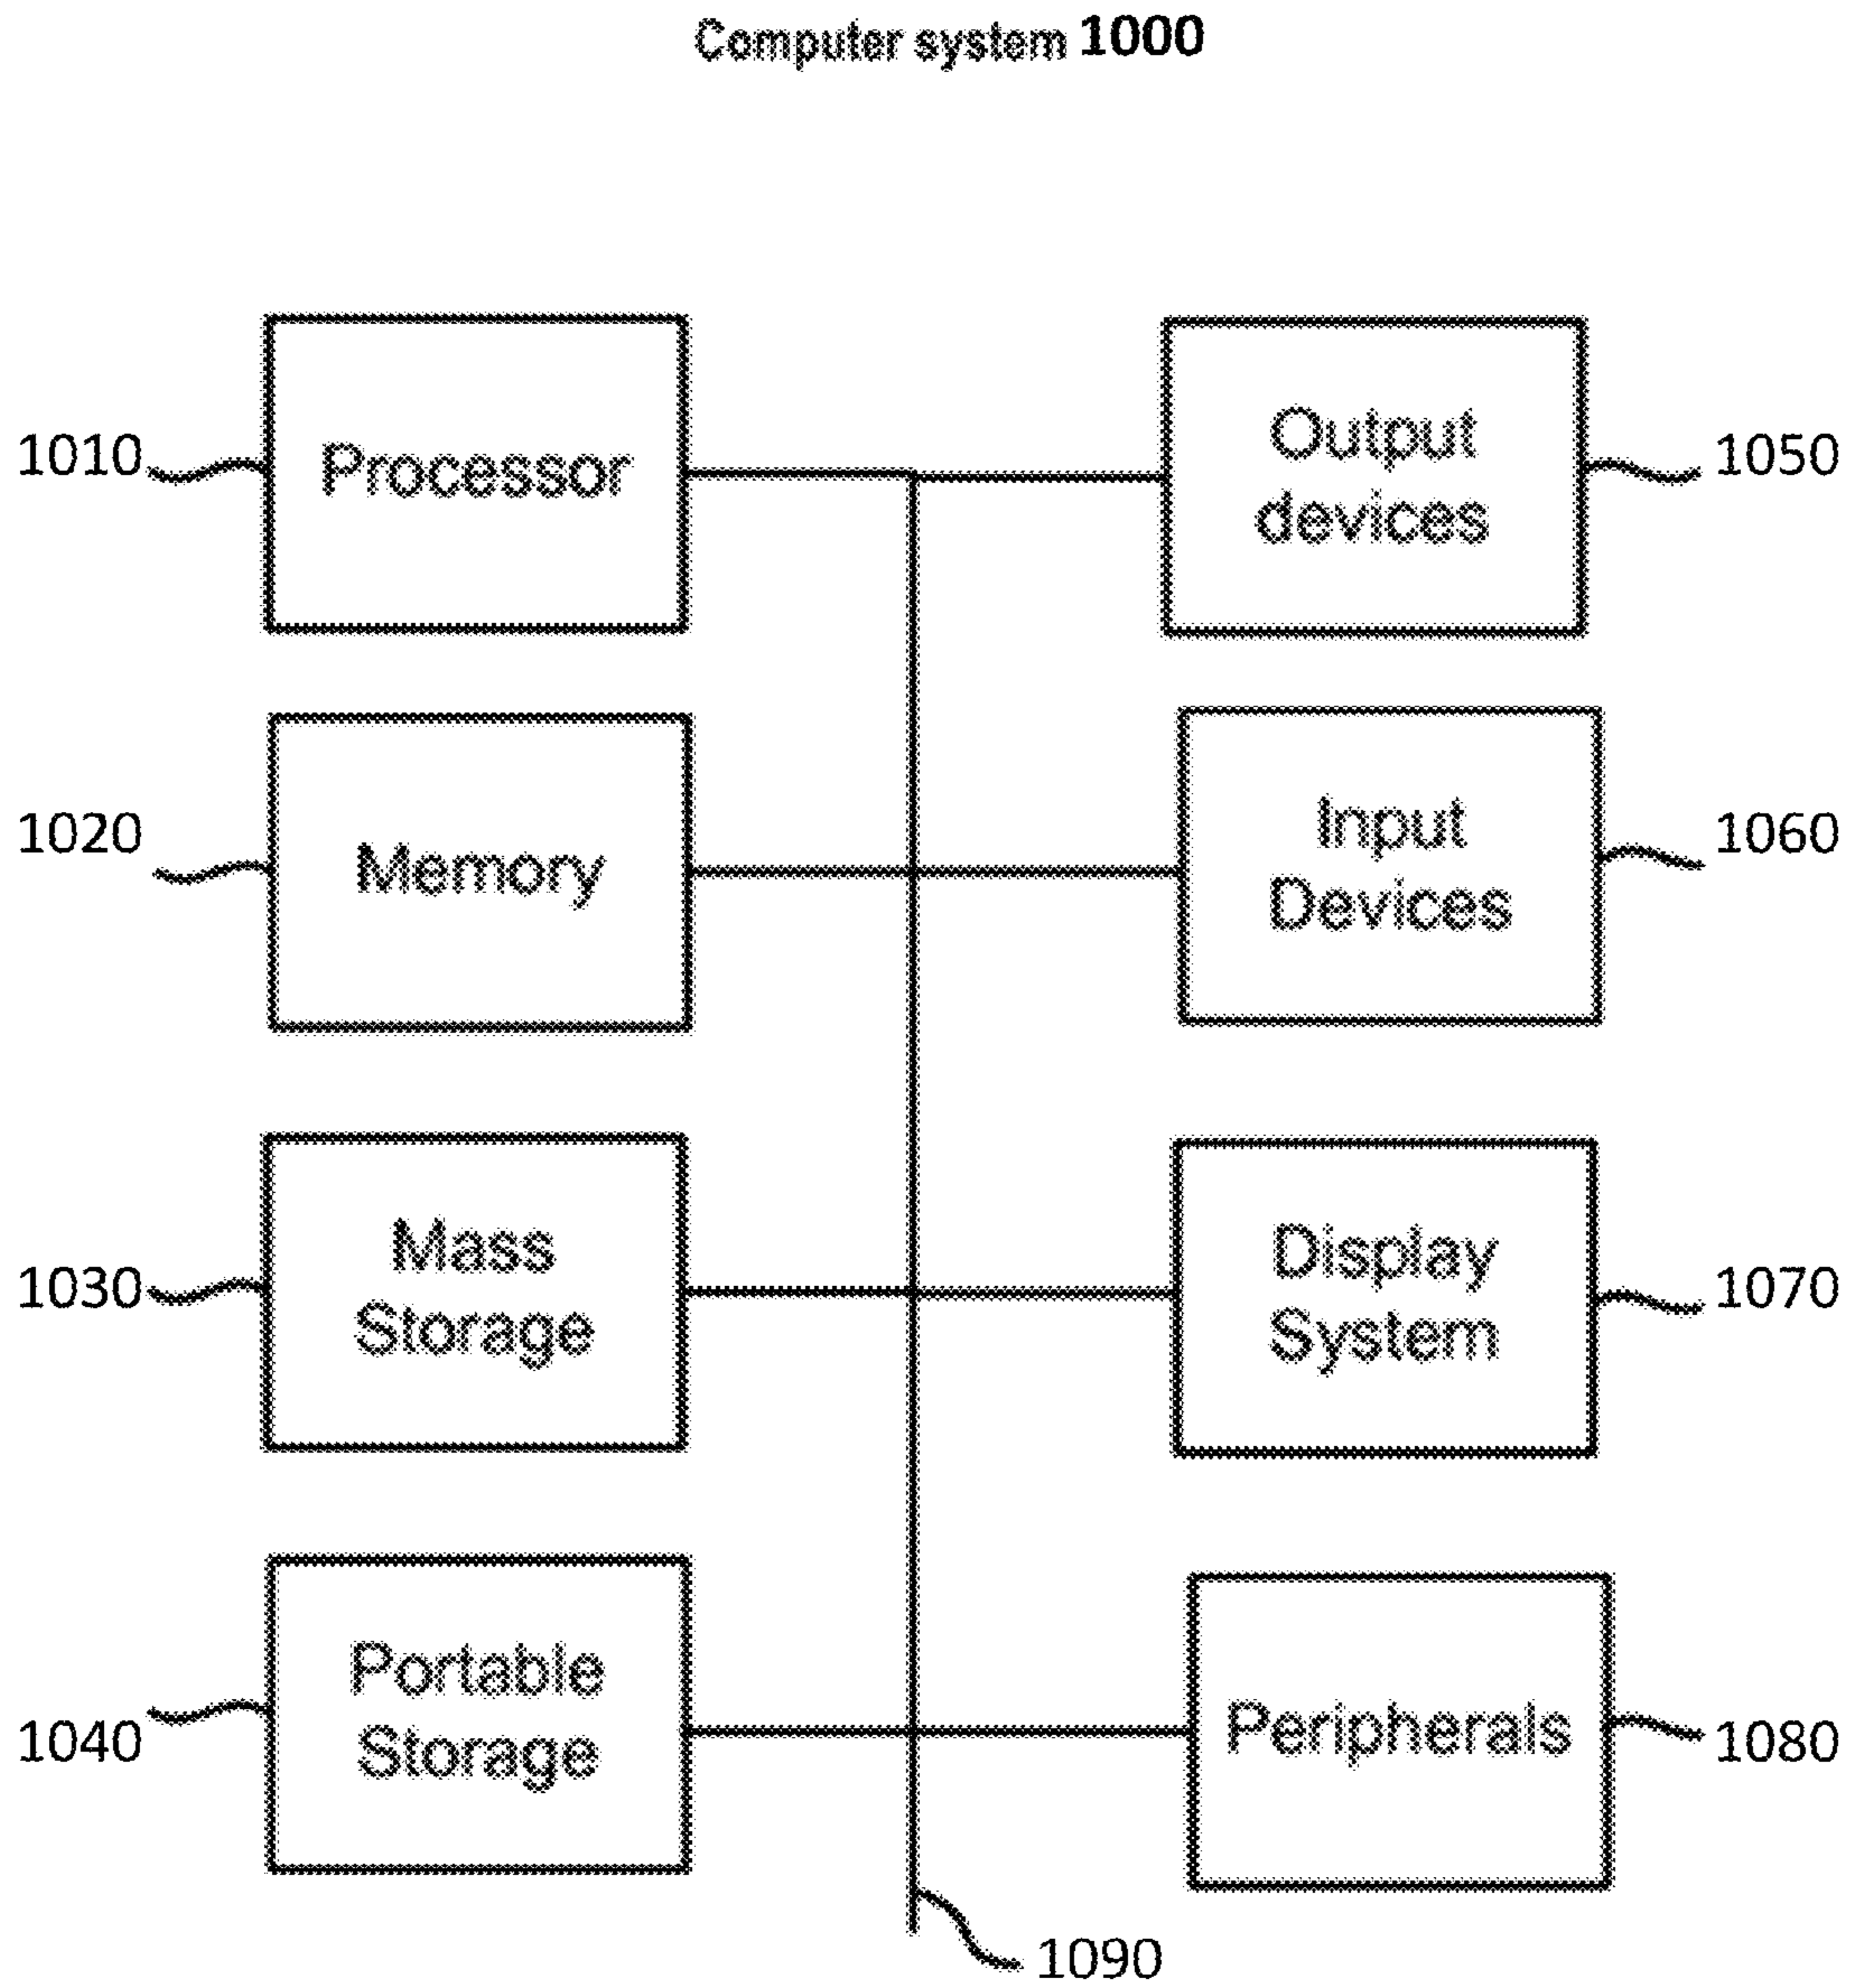 Computer system 1000
1010
Processor
Output
devices
1050
1020
Memory
Input
Devices
1060
1030
Mass
Storage
Display
System
1070
1040
Portable
Storage
Peripherals
1080
1090